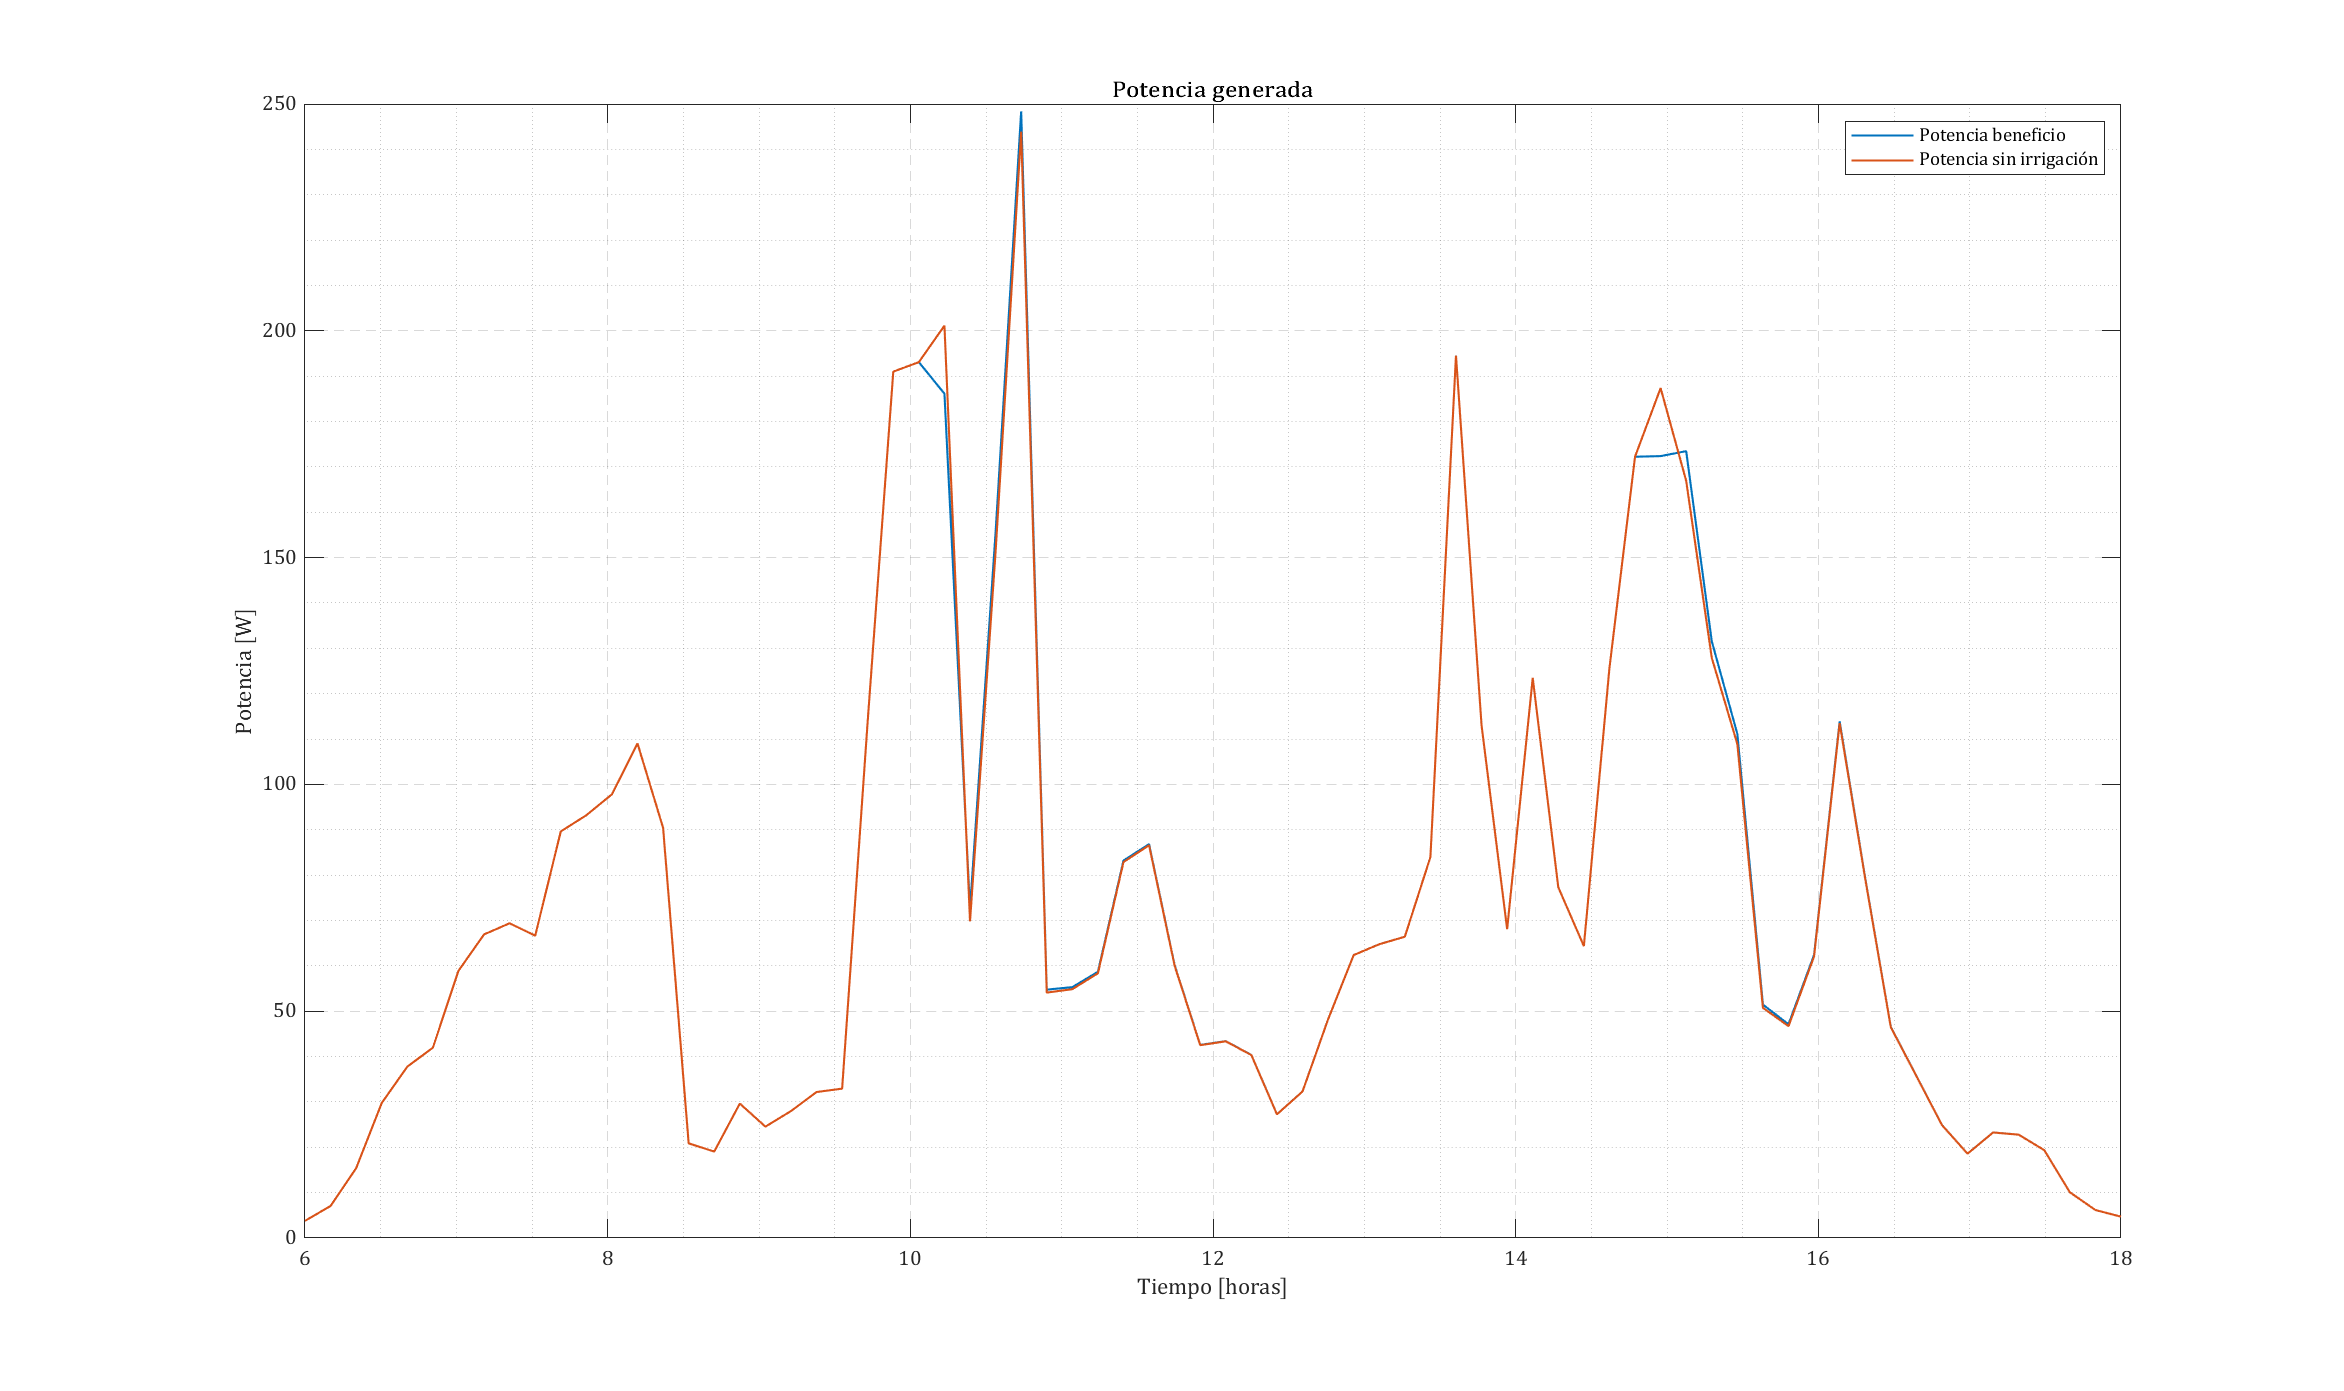 Potencia generada
250
200
150
100
50
0
Potencia [W]
Potencia beneficio
Potencia sin irrigación
6 8 10 12 14 16 18
Tiempo [horas]